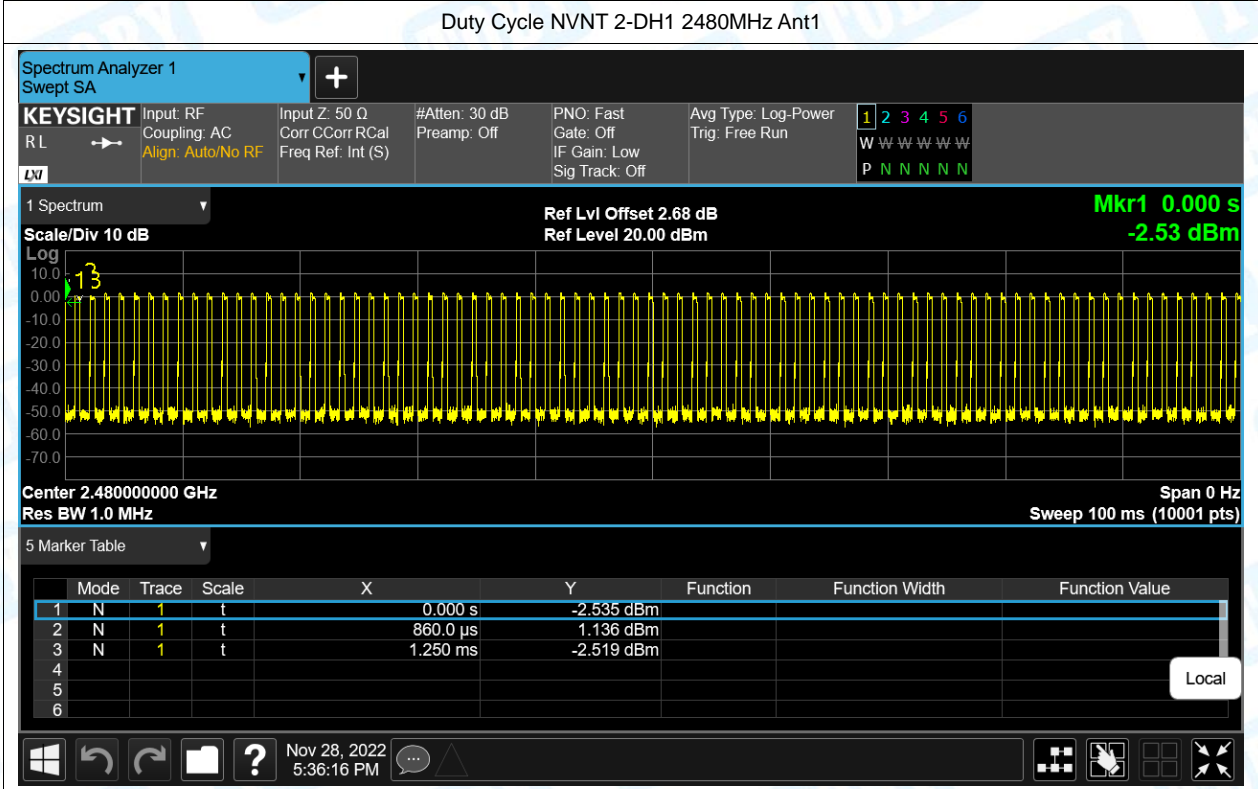 Duty Cycle NVNT 2-DH1 2480MHz Ant1
Spectrum Analyzer 1
Swept SA
KEYSIGHT
R L
LXI
Input: RF
Coupling: AC
Align: Auto/No RF
Input Z: 50 Ω
Corr CCorr RCal
Freq Ref: Int (S)
#Atten: 30 dB
Preamp: Off
PNO: Fast
Gate: Off
IF Gain: Low
Sig Track: Off
Avg Type: Log-Power
Trig: Free Run
1 2 3 4 5 6
W W W W W W
P N N N N N
1 Spectrum
Scale/Div 10 dB
Ref Lvl Offset 2.68 dB
Ref Level 20.00 dBm
Mkr1 0.000 s
-2.53 dBm
Log
10.0
0.00
-10.0
-20.0
-30.0
-40.0
-50.0
-60.0
-70.0
1 3
Center 2.480000000 GHz
Span 0 Hz
Res BW 1.0 MHz
Sweep 100 ms (10001 pts)
5 Marker Table
Mode Trace Scale X Y Function Function Width Function Value
1 N 1 t 0.000 s -2.535 dBm
2 N 1 t 860.0 µs 1.136 dBm
3 N 1 t 1.250 ms -2.519 dBm
4
5
6
Local
?
Nov 28, 2022
5:36:16 PM